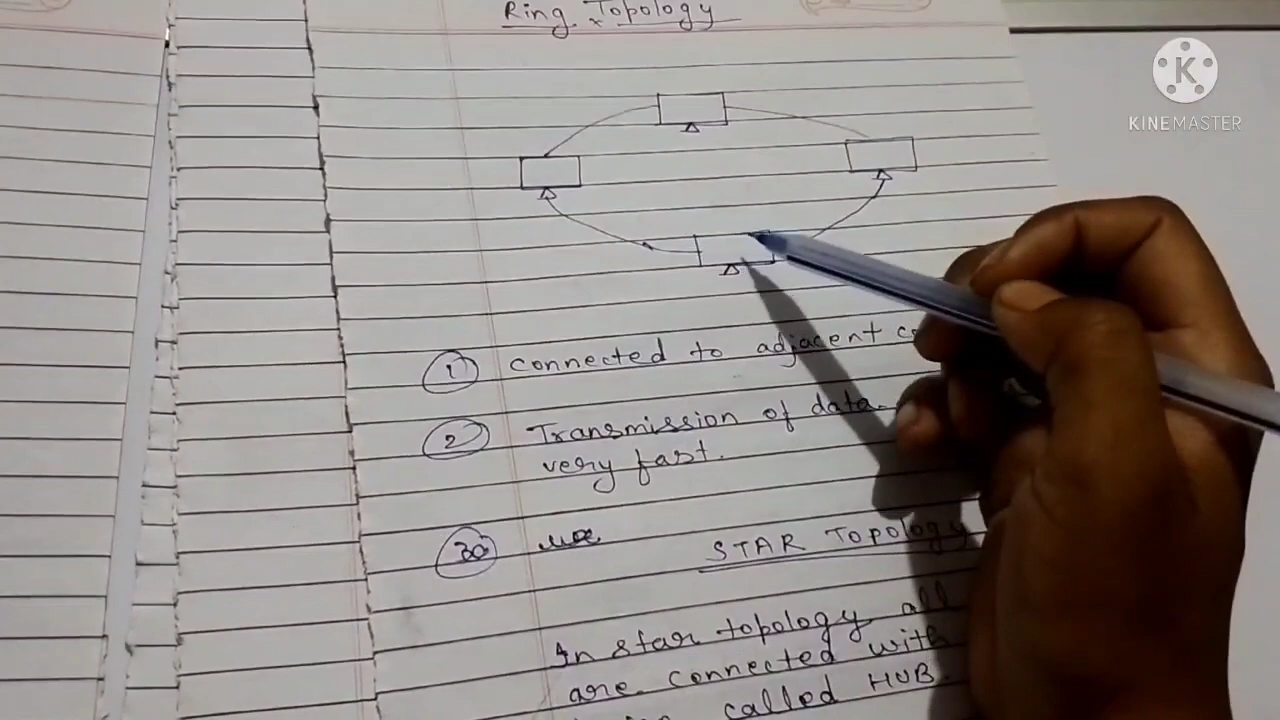 Ring Topology
K
KINEMASTER
1 Connected to adjacent
2 Transmission of data
very fast.
STAR TOPOLOGY
In star topology all
are connected with
called HUB.